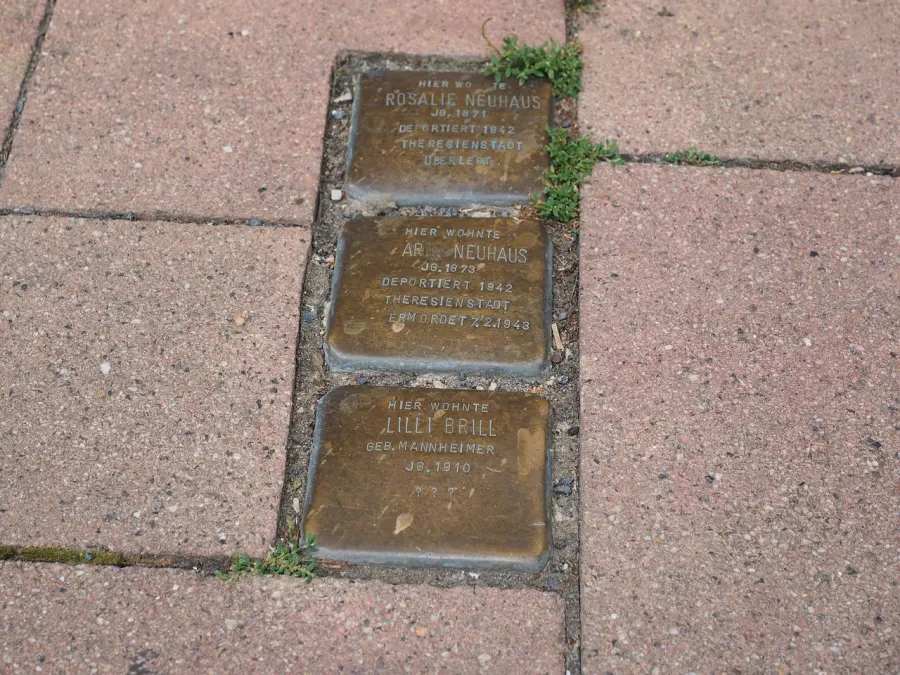 HIER WOHNTE
ROSALIE NEUHAUS
JG. 1871
DEPORTIERT 1942
THERESIENSTADT
ÜBERLEBT
HIER WOHNTE
NEUHAUS
JG. 1873
DEPORTIERT 1942
THERESIENSTADT
ERMORDET 7.2.1943
HIER WOHNTE
LILLI BRILL
GEB. MANNHEIMER
JG. 1910
? ? ?